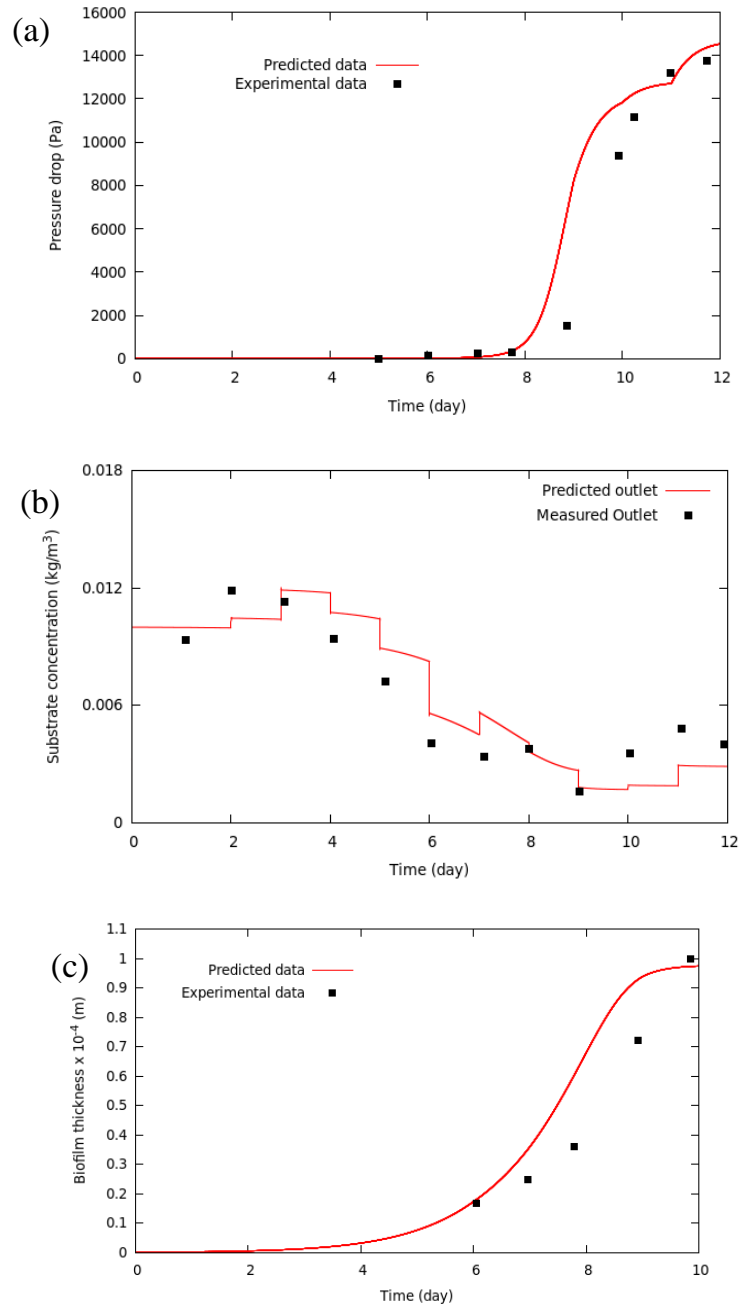 (a)
16000
14000
12000
10000
8000
6000
4000
2000
0
Pressure drop (Pa)
Predicted data
Experimental data
0 2 4 6 8 10 12
Time (day)
(b)
0.018
0.012
0.006
0
Substrate concentration (kg/m³)
Predicted outlet
Measured Outlet
0 2 4 6 8 10 12
Time (day)
(c)
1.1
1
0.9
0.8
0.7
0.6
0.5
0.4
0.3
0.2
0.1
0
Biofilm thickness x 10⁻⁴ (m)
Predicted data
Experimental data
0 2 4 6 8 10
Time (day)